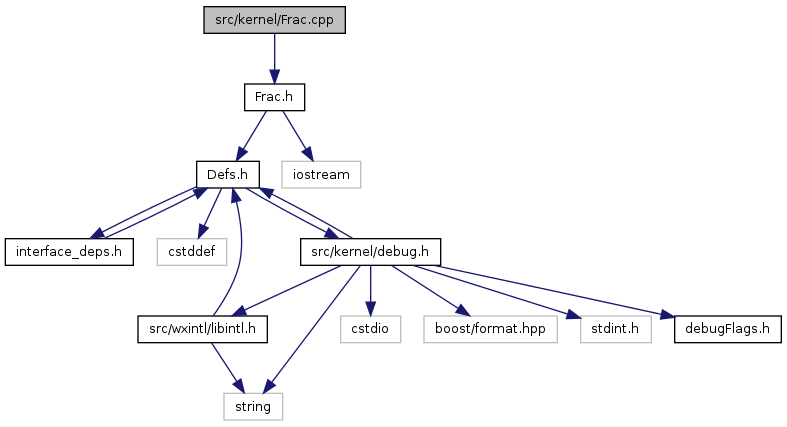 src/kernel/Frac.cpp
Frac.h
Defs.h
iostream
interface_deps.h
cstddef
src/kernel/debug.h
src/wxintl/libintl.h
cstdio
boost/format.hpp
stdint.h
debugFlags.h
string